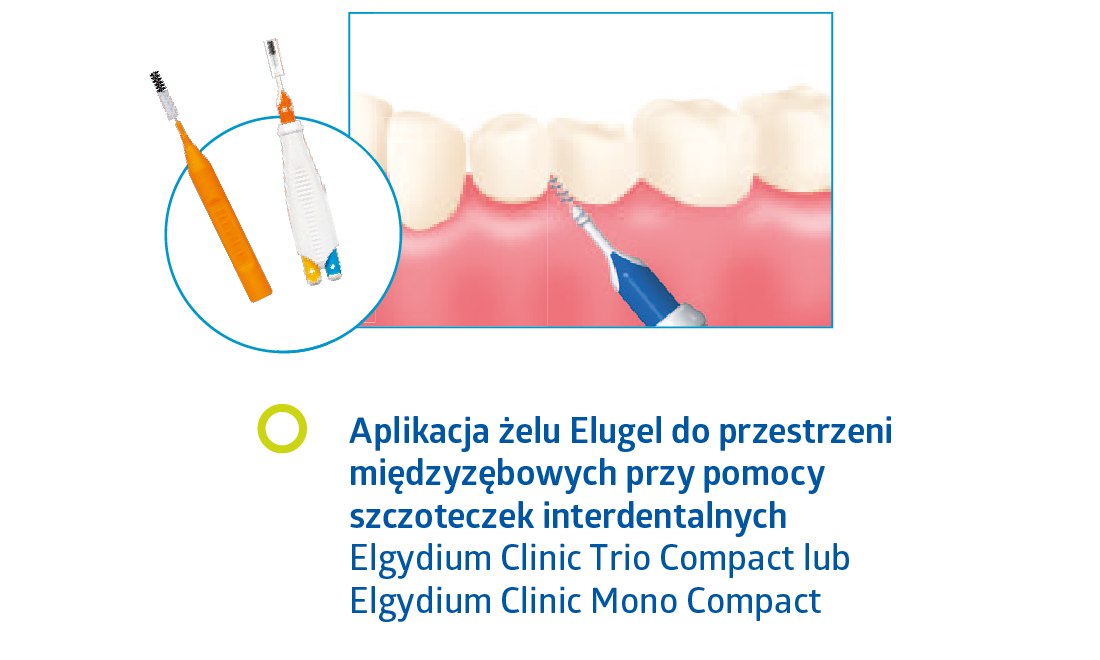 Aplikacja żelu Elugel do przestrzeni
międzyzębowych przy pomocy
szczoteczek interdentalnych
Elgydium Clinic Trio Compact lub
Elgydium Clinic Mono Compact